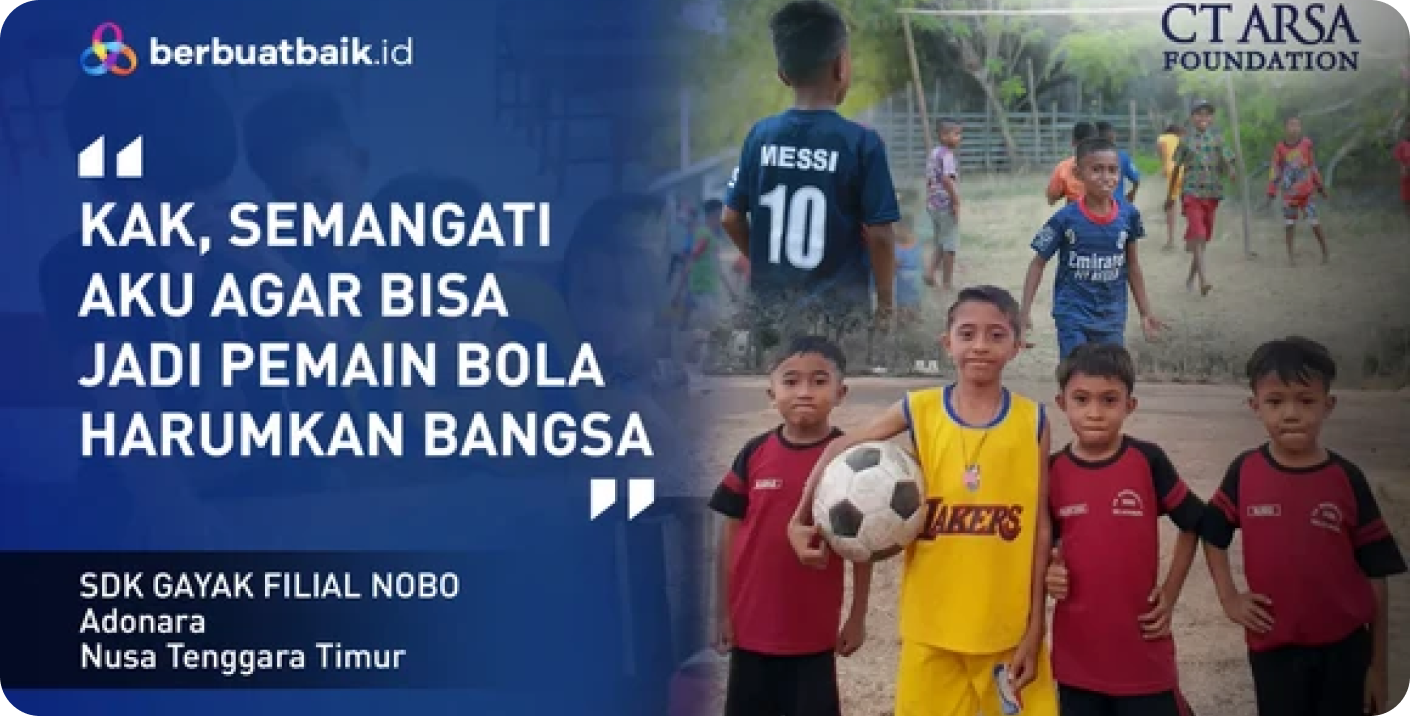 berbuatbaik.id
CT ARSA
FOUNDATION
KAK, SEMANGATI
AKU AGAR BISA
JADI PEMAIN BOLA
HARUMKAN BANGSA
SDK GAYAK FILIAL NOBO
Adonara
Nusa Tenggara Timur
MESSI
10
Emirates
LAKERS